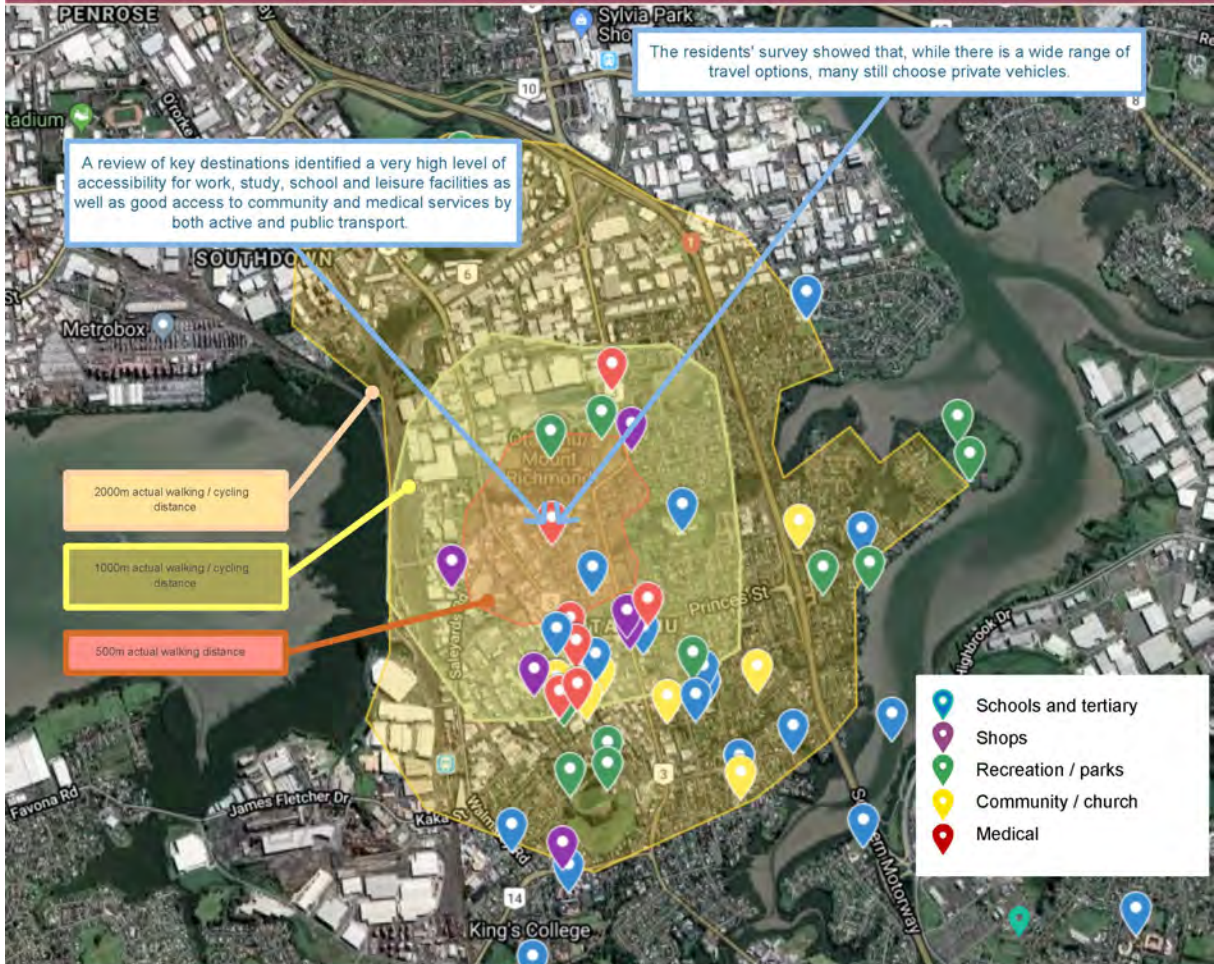 PENROSE
Sylvia Park
Sho
The residents' survey showed that, while there is a wide range of
travel options, many still choose private vehicles.
10
8
tadium
O'Rorke
A review of key destinations identified a very high level of
accessibility for work, study, school and leisure facilities as
well as good access to community and medical services by
both active and public transport.
1
SOUTHDOWN
6
Metrobox
Mount
Richmond
2000m actual walking / cycling
distance
1000m actual walking / cycling
distance
500m actual walking distance
Saleyards Rd
Princes St
Highbrook Dr
Schools and tertiary
Shops
Recreation / parks
Community / church
Medical
3
Favona Rd
James Fletcher Dr
Kaka
14
King's College
Motorway